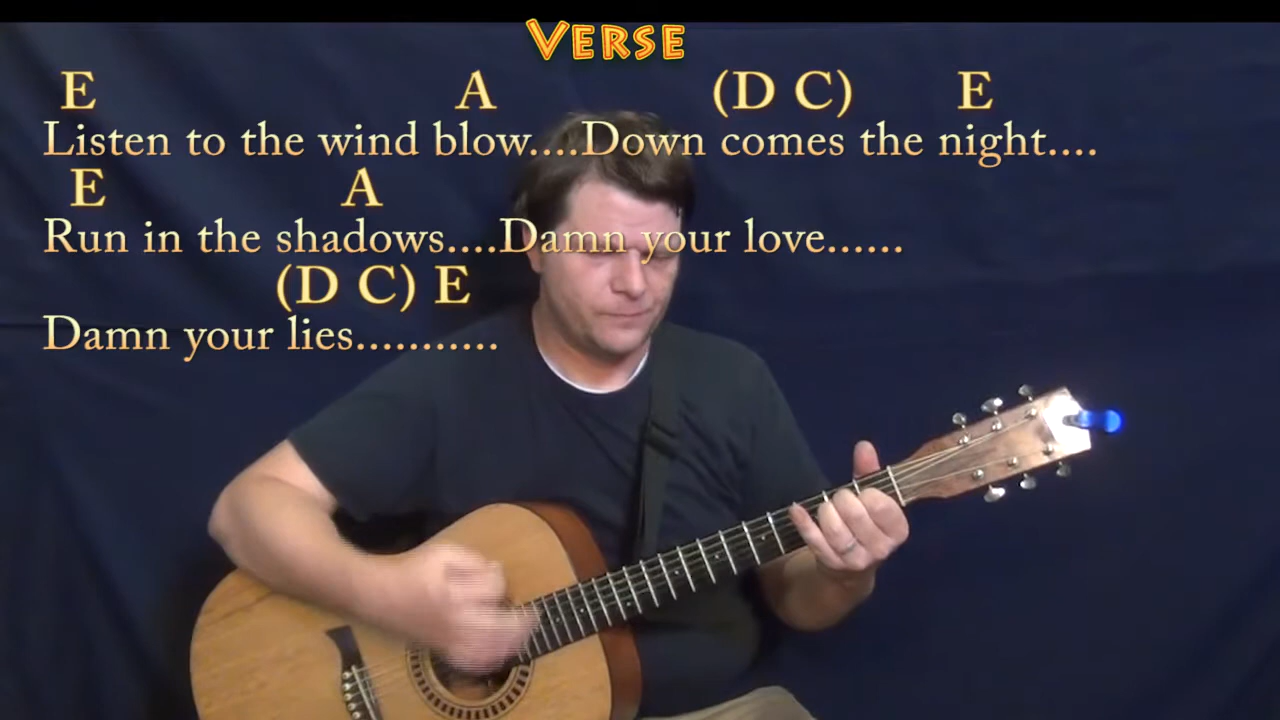 VERSE
E A (D C) E
Listen to the wind blow....Down comes the night....
E A
Run in the shadows....Damn your love......
(D C) E
Damn your lies...........